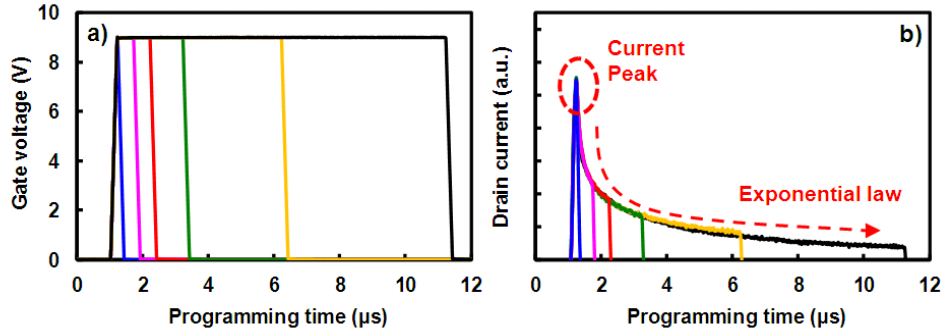 a)
Gate voltage (V)
10
8
6
4
2
0
0 2 4 6 8 10 12
Programming time (µs)
b)
Current
Peak
Exponential law
Drain current (a.u.)
0 2 4 6 8 10 12
Programming time (µs)